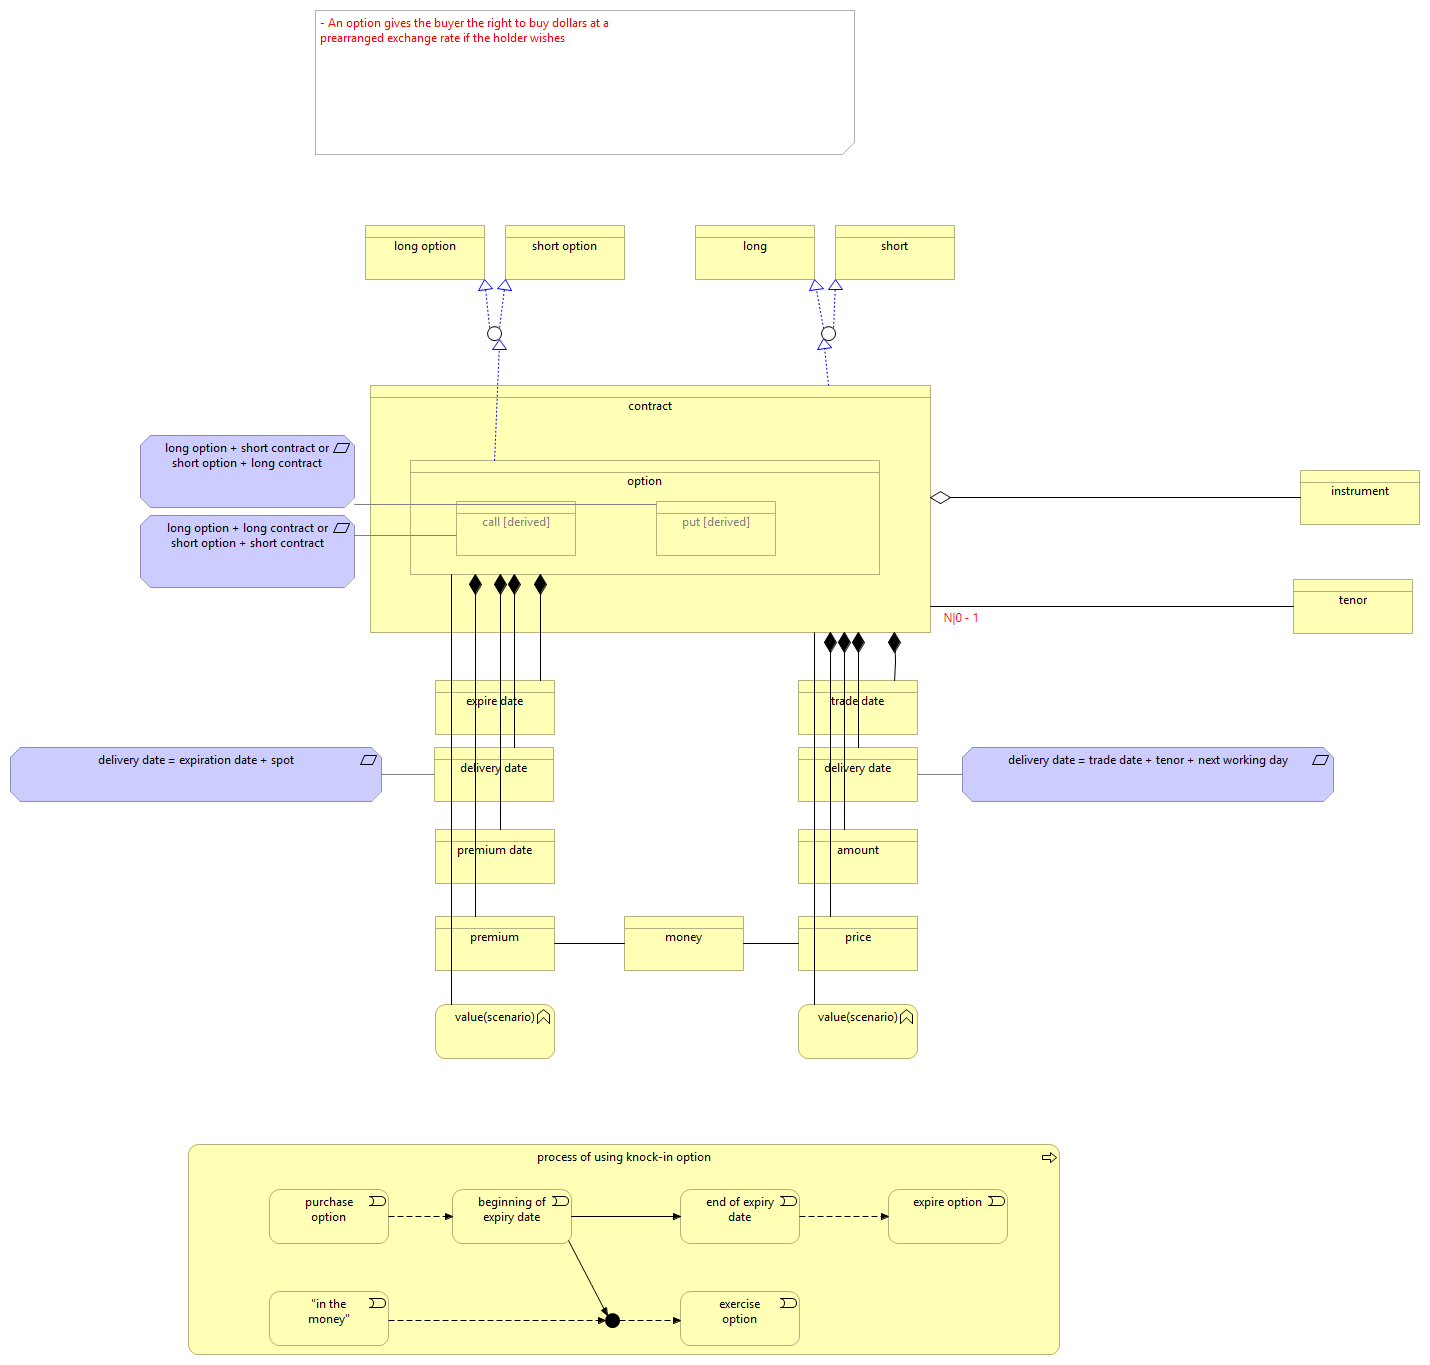 - An option gives the buyer the right to buy dollars at a
prearranged exchange rate if the holder wishes
long option
short option
long
short
contract
long option + short contract or
short option + long contract
option
call [derived]
put [derived]
instrument
long option + long contract or
short option + short contract
tenor
N|0 - 1
expire date
trade date
delivery date = expiration date + spot
delivery date
delivery date
delivery date = trade date + tenor + next working day
premium date
amount
premium
money
price
value(scenario)
value(scenario)
process of using knock-in option
purchase
option
beginning of
expiry date
end of expiry
date
expire option
"in the
money"
exercise
option